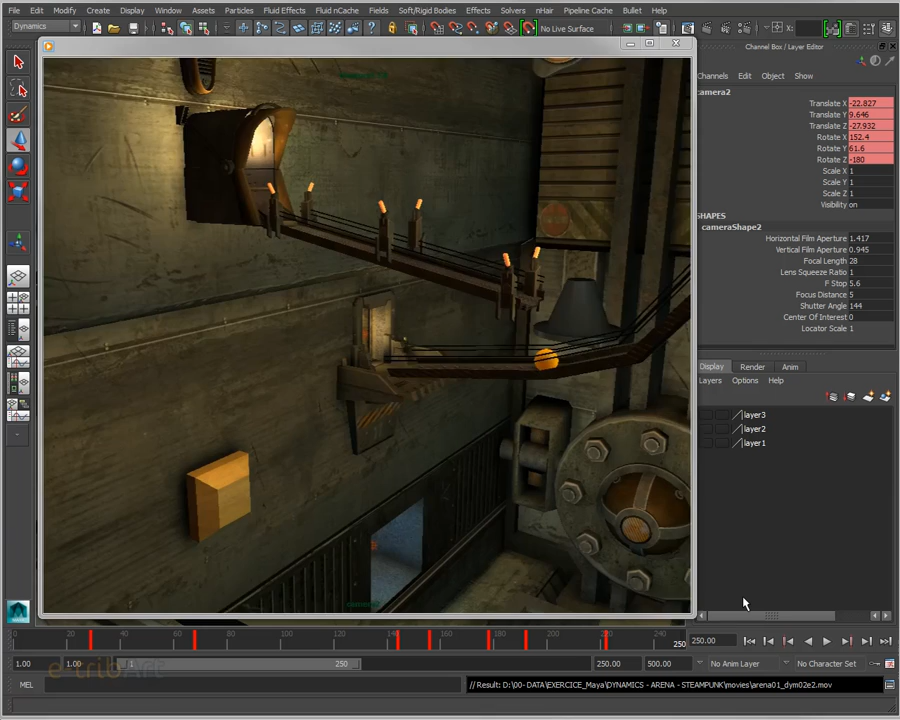 File Edit Modify Create Display Window Assets Particles Fluid Effects Fluid nCache Fields Soft/Rigid Bodies Effects Solvers nHair Pipeline Cache Bullet Help
Dynamics
No Live Surface
X:
Channel Box / Layer Editor
Channels Edit Object Show
camera2
Translate X -22.827
Translate Y 9.646
Translate Z -27.932
Rotate X 152.4
Rotate Y 61.6
Rotate Z -180
Scale X 1
Scale Y 1
Scale Z 1
Visibility on
SHAPES
cameraShape2
Horizontal Film Aperture 1.417
Vertical Film Aperture 0.945
Focal Length 28
Lens Squeeze Ratio 1
F Stop 5.6
Focus Distance 5
Shutter Angle 144
Center Of Interest 0
Locator Scale 1
Display Render Anim
Layers Options Help
layer3
layer2
layer1
20 40 60 80 100 120 140 160 180 200 220 240 250
250.00
1.00 1.00 1 250 250.00 500.00 No Anim Layer No Character Set
e-tribArt
MEL // Result: D:\00- DATA\EXERCICE_Maya\DYNAMICS - ARENA - STEAMPUNK\movies\arena01_dym02e2.mov